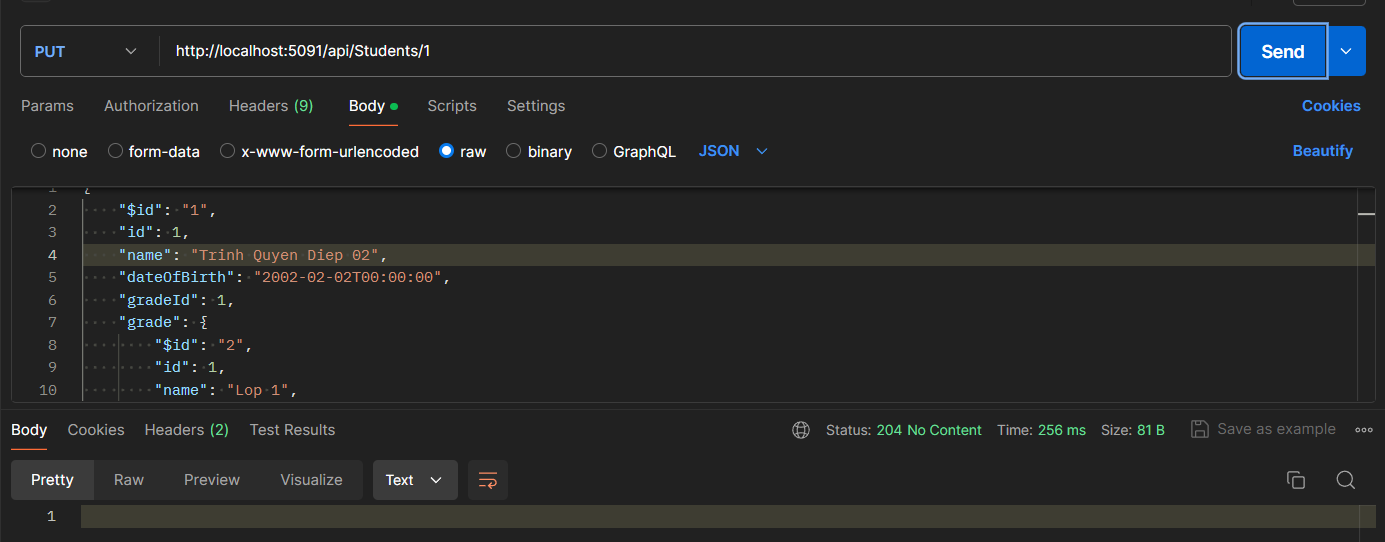 PUT http://localhost:5091/api/Students/1 Send
Params Authorization Headers (9) Body Scripts Settings Cookies
none form-data x-www-form-urlencoded raw binary GraphQL JSON Beautify
1 {
2 "$id": "1",
3 "id": 1,
4 "name": "Trinh Quyen Diep 02",
5 "dateOfBirth": "2002-02-02T00:00:00",
6 "gradeId": 1,
7 "grade": {
8 "$id": "2",
9 "id": 1,
10 "name": "Lop 1",
Body Cookies Headers (2) Test Results Status: 204 No Content Time: 256 ms Size: 81 B Save as example
Pretty Raw Preview Visualize Text
1